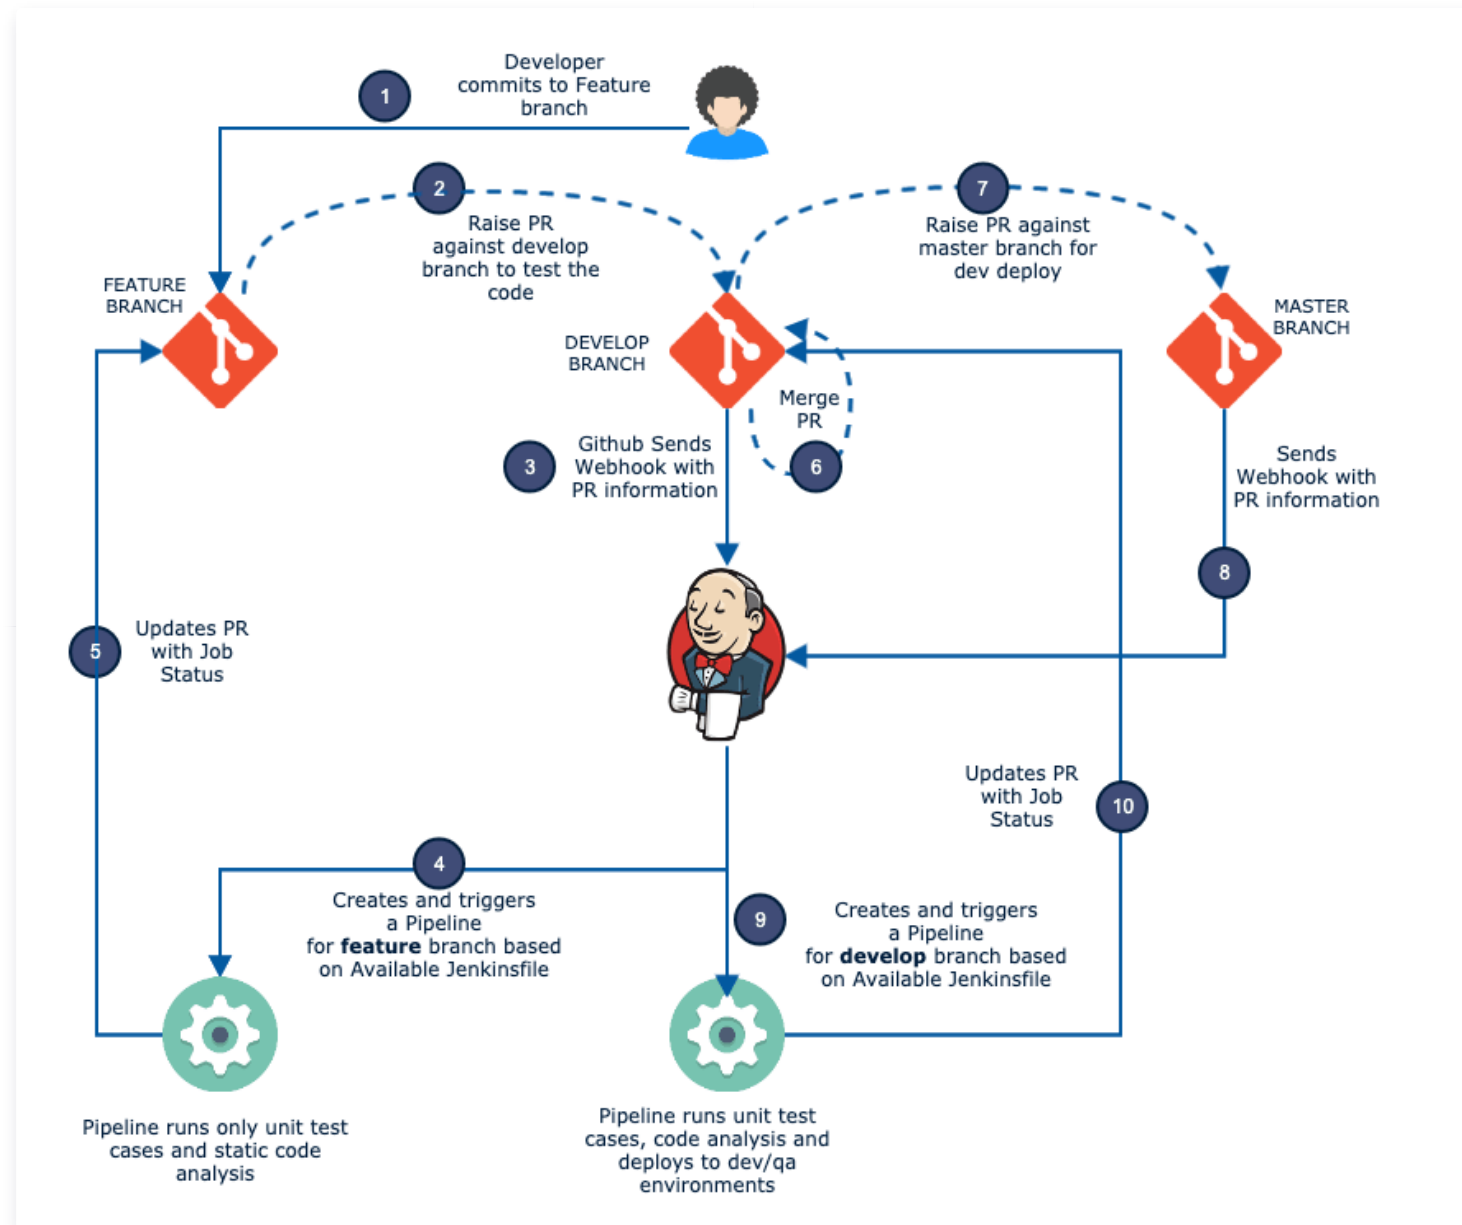 Developer
commits to Feature
branch
1
2
7
Raise PR
against develop
branch to test the
code
Raise PR against
master branch for
dev deploy
FEATURE
BRANCH
DEVELOP
BRANCH
MASTER
BRANCH
Merge
PR
3
Github Sends
Webhook with
PR information
6
Sends
Webhook with
PR information
8
5
Updates PR
with Job
Status
Updates PR
with Job
Status
10
4
Creates and triggers
a Pipeline
for feature branch based
on Available Jenkinsfile
9
Creates and triggers
a Pipeline
for develop branch based
on Available Jenkinsfile
Pipeline runs only unit test
cases and static code
analysis
Pipeline runs unit test
cases, code analysis and
deploys to dev/qa
environments